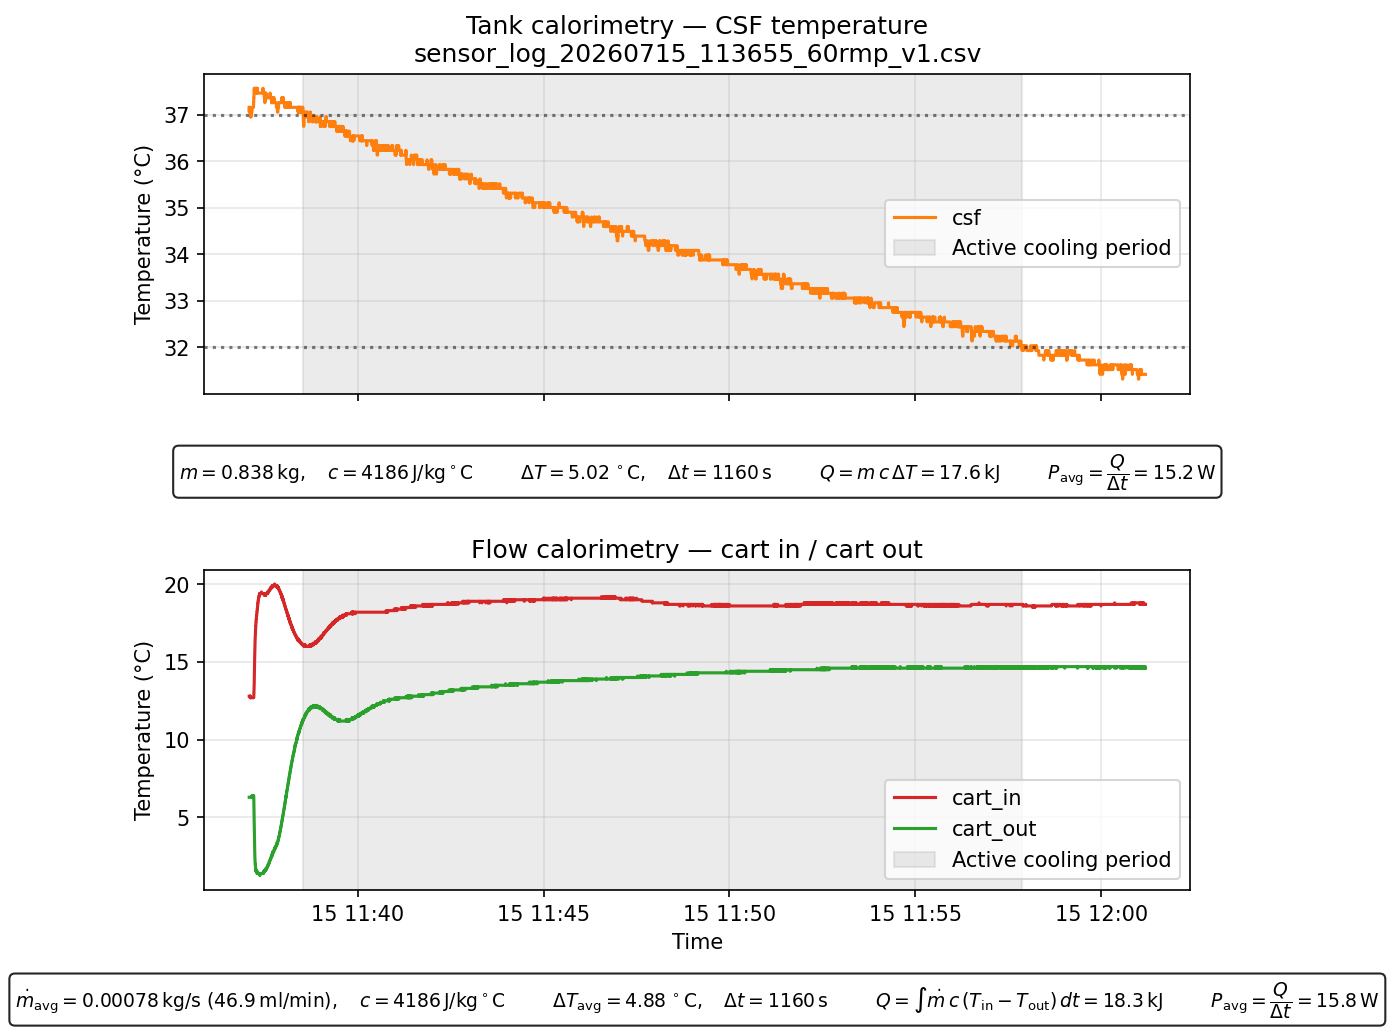 Tank calorimetry — CSF temperature
sensor_log_20260715_113655_60rmp_v1.csv
Temperature (°C)
37
36
35
34
33
32
csf
Active cooling period
m = 0.838 kg, c = 4186 J/kg°C ΔT = 5.02 °C, Δt = 1160 s Q = m c ΔT = 17.6 kJ P_avg = Q/Δt = 15.2 W
Flow calorimetry — cart in / cart out
Temperature (°C)
20
15
10
5
cart_in
cart_out
Active cooling period
15 11:40 15 11:45 15 11:50 15 11:55 15 12:00
Time
ṁ_avg = 0.00078 kg/s (46.9 ml/min), c = 4186 J/kg°C ΔT_avg = 4.88 °C, Δt = 1160 s Q = ∫ṁ c (T_in − T_out) dt = 18.3 kJ P_avg = Q/Δt = 15.8 W